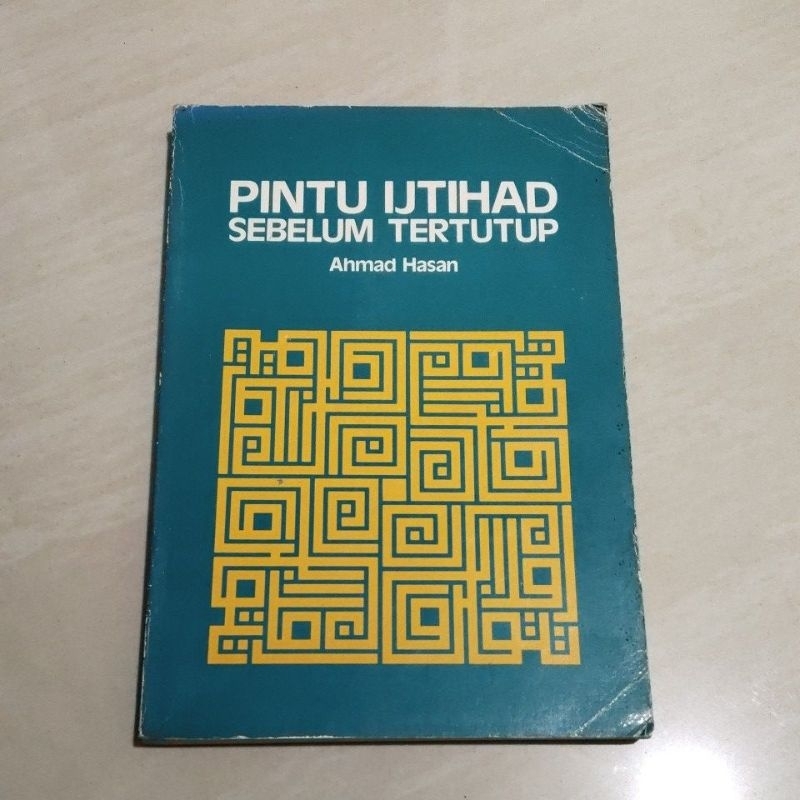 PINTU IJTIHAD
SEBELUM TERTUTUP
Ahmad Hasan